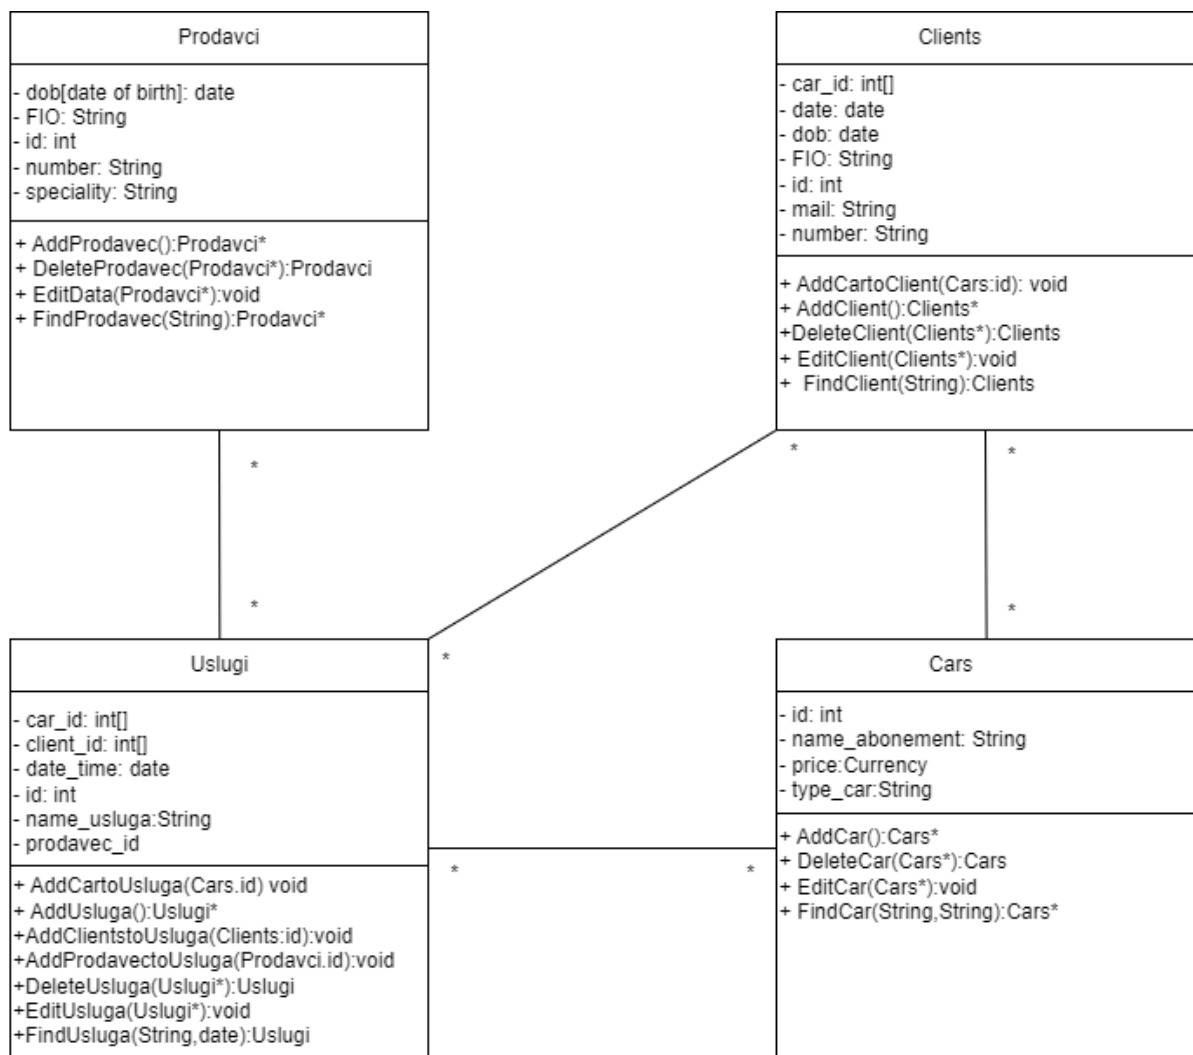 Prodavci
- dob[date of birth]: date
- FIO: String
- id: int
- number: String
- speciality: String
+ AddProdavec():Prodavci*
+ DeleteProdavec(Prodavci*):Prodavci
+ EditData(Prodavci*):void
+ FindProdavec(String):Prodavci*
Clients
- car_id: int[]
- date: date
- dob: date
- FIO: String
- id: int
- mail: String
- number: String
+ AddCartoClient(Cars:id): void
+ AddClient():Clients*
+DeleteClient(Clients*):Clients
+ EditClient(Clients*):void
+ FindClient(String):Clients
*
*
*
*
*
*
Uslugi
- car_id: int[]
- client_id: int[]
- date_time: date
- id: int
- name_usluga:String
- prodavec_id
+ AddCartoUsluga(Cars.id) void
+ AddUsluga():Uslugi*
+AddClientstoUsluga(Clients:id):void
+AddProdavectoUsluga(Prodavci.id):void
+DeleteUsluga(Uslugi*):Uslugi
+EditUsluga(Uslugi*):void
+FindUsluga(String,date):Uslugi
*
*
Cars
- id: int
- name_abonement: String
- price:Currency
- type_car:String
+ AddCar():Cars*
+ DeleteCar(Cars*):Cars
+ EditCar(Cars*):void
+ FindCar(String,String):Cars*